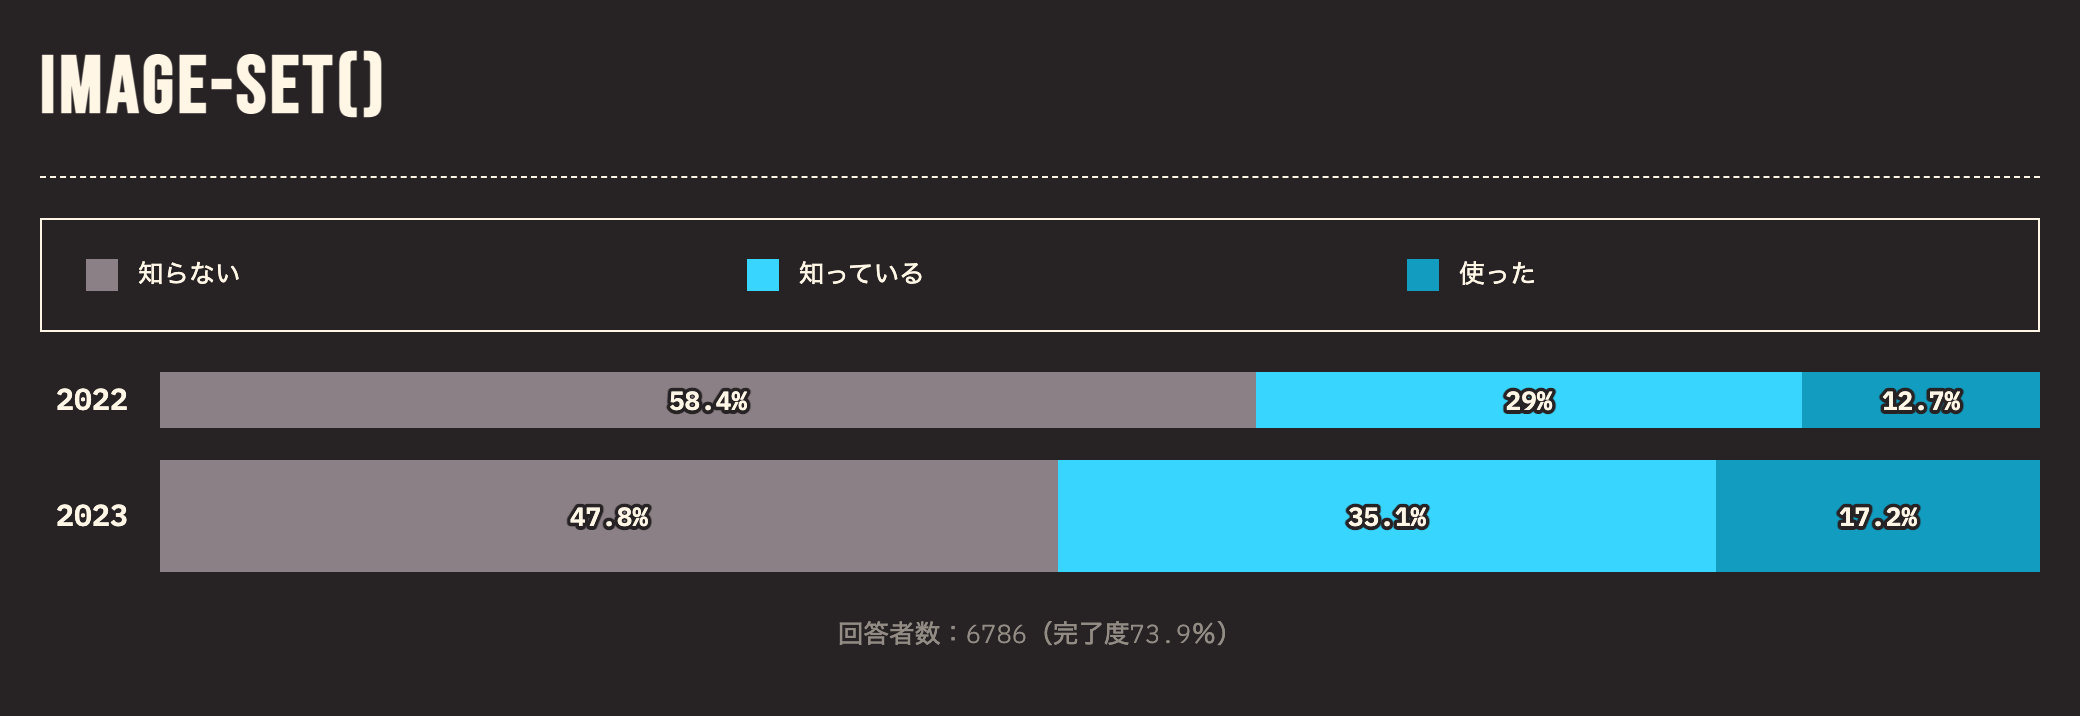 IMAGE-SET()
知らない 知っている 使った
2022 58.4% 29% 12.7%
2023 47.8% 35.1% 17.2%
回答者数：6786（完了度73.9%）